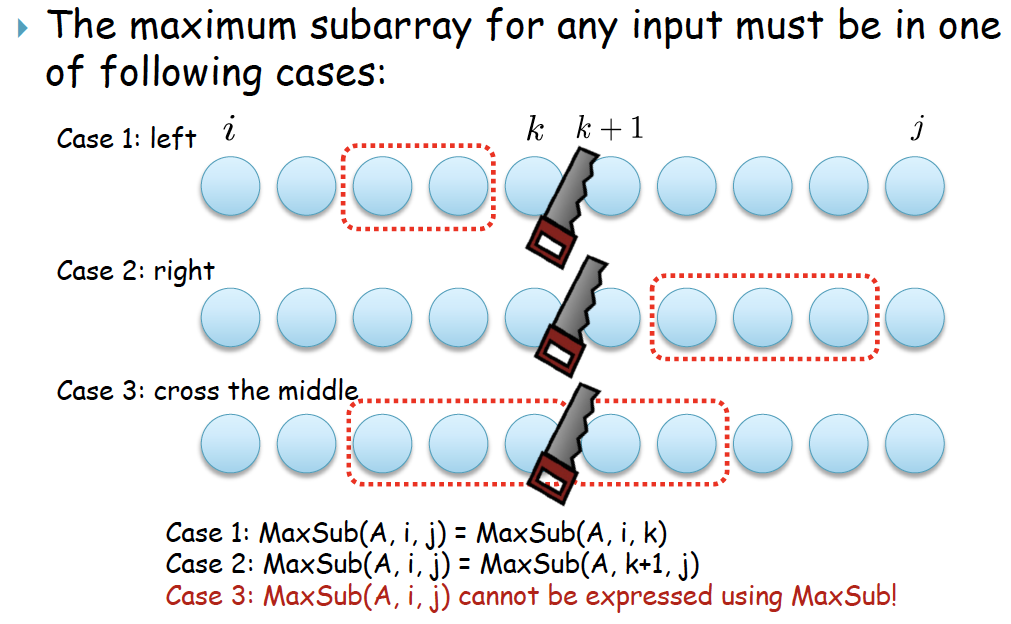 The maximum subarray for any input must be in one
of following cases:
Case 1: left i k k + 1 j
Case 2: right
Case 3: cross the middle
Case 1: MaxSub(A, i, j) = MaxSub(A, i, k)
Case 2: MaxSub(A, i, j) = MaxSub(A, k+1, j)
Case 3: MaxSub(A, i, j) cannot be expressed using MaxSub!